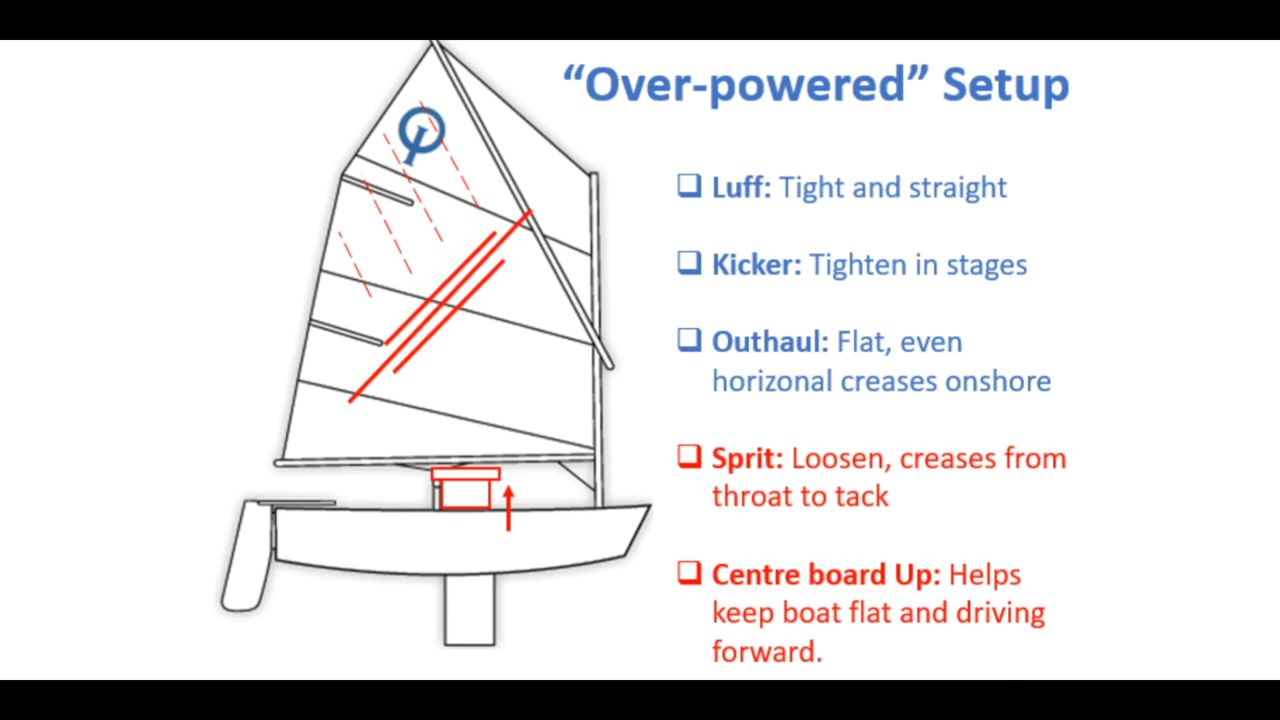 “Over-powered” Setup
Luff: Tight and straight
Kicker: Tighten in stages
Outhaul: Flat, even
horizonal creases onshore
Sprit: Loosen, creases from
throat to tack
Centre board Up: Helps
keep boat flat and driving
forward.